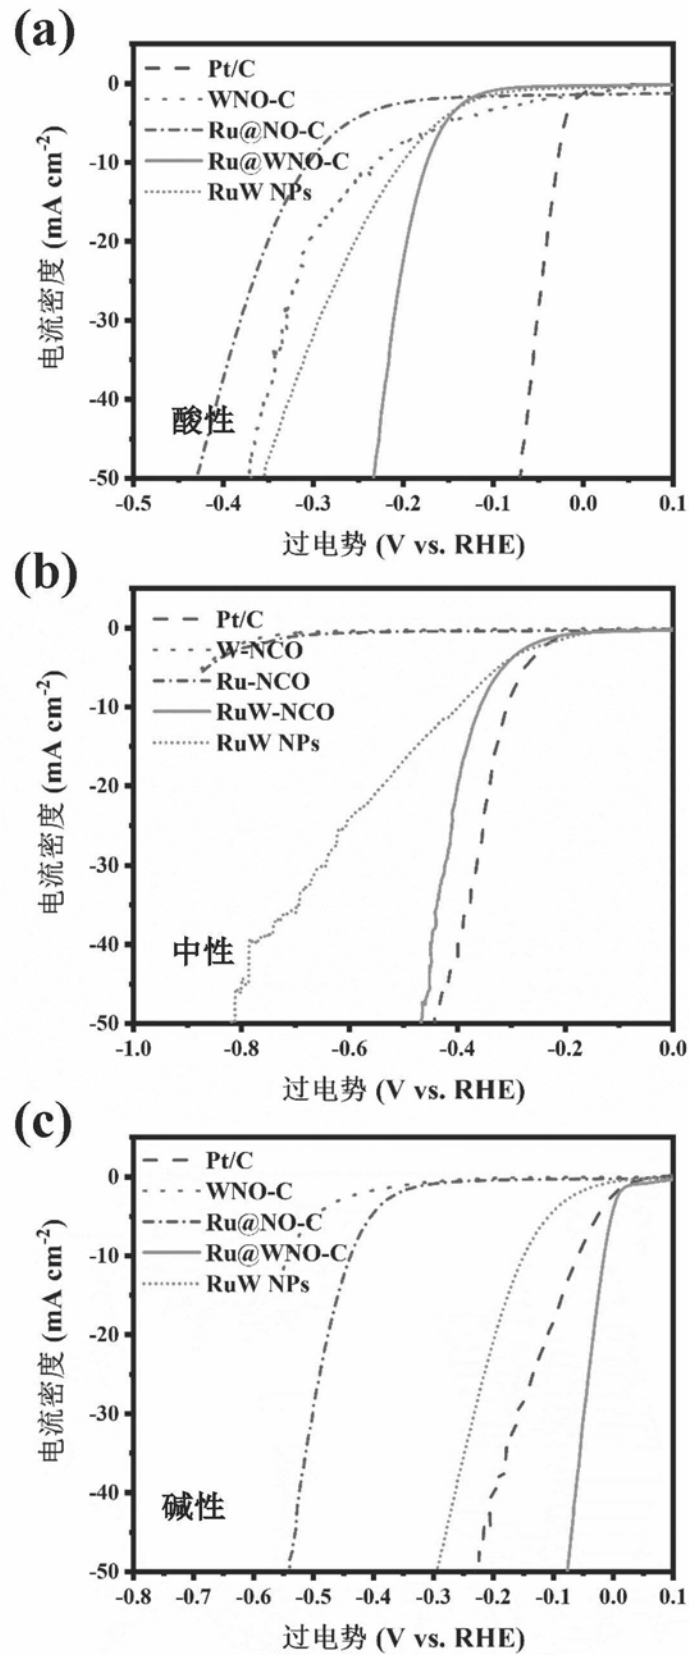 (a)
Pt/C
WNO-C
Ru@NO-C
Ru@WNO-C
RuW NPs
酸性
0
-10
-20
-30
-40
-50
-0.5 -0.4 -0.3 -0.2 -0.1 0.0 0.1
电流密度 (mA cm-2)
过电势 (V vs. RHE)
(b)
Pt/C
W-NCO
Ru-NCO
RuW-NCO
RuW NPs
中性
0
-10
-20
-30
-40
-50
-1.0 -0.8 -0.6 -0.4 -0.2 0.0
电流密度 (mA cm-2)
过电势 (V vs. RHE)
(c)
Pt/C
WNO-C
Ru@NO-C
Ru@WNO-C
RuW NPs
碱性
0
-10
-20
-30
-40
-50
-0.8 -0.7 -0.6 -0.5 -0.4 -0.3 -0.2 -0.1 0.0 0.1
电流密度 (mA cm-2)
过电势 (V vs. RHE)